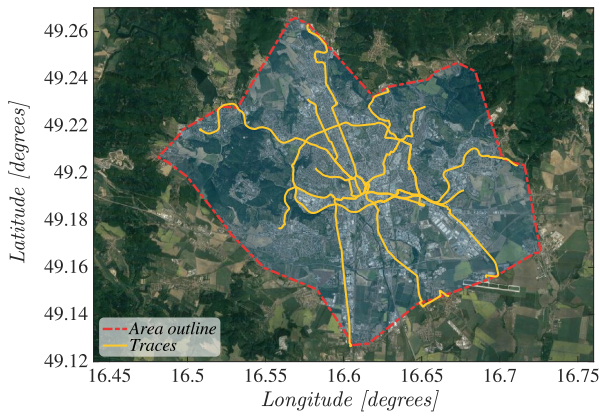 49.26
49.24
49.22
49.2
49.18
49.16
49.14
49.12
Latitude [degrees]
Area outline
Traces
16.45 16.5 16.55 16.6 16.65 16.7 16.75
Longitude [degrees]